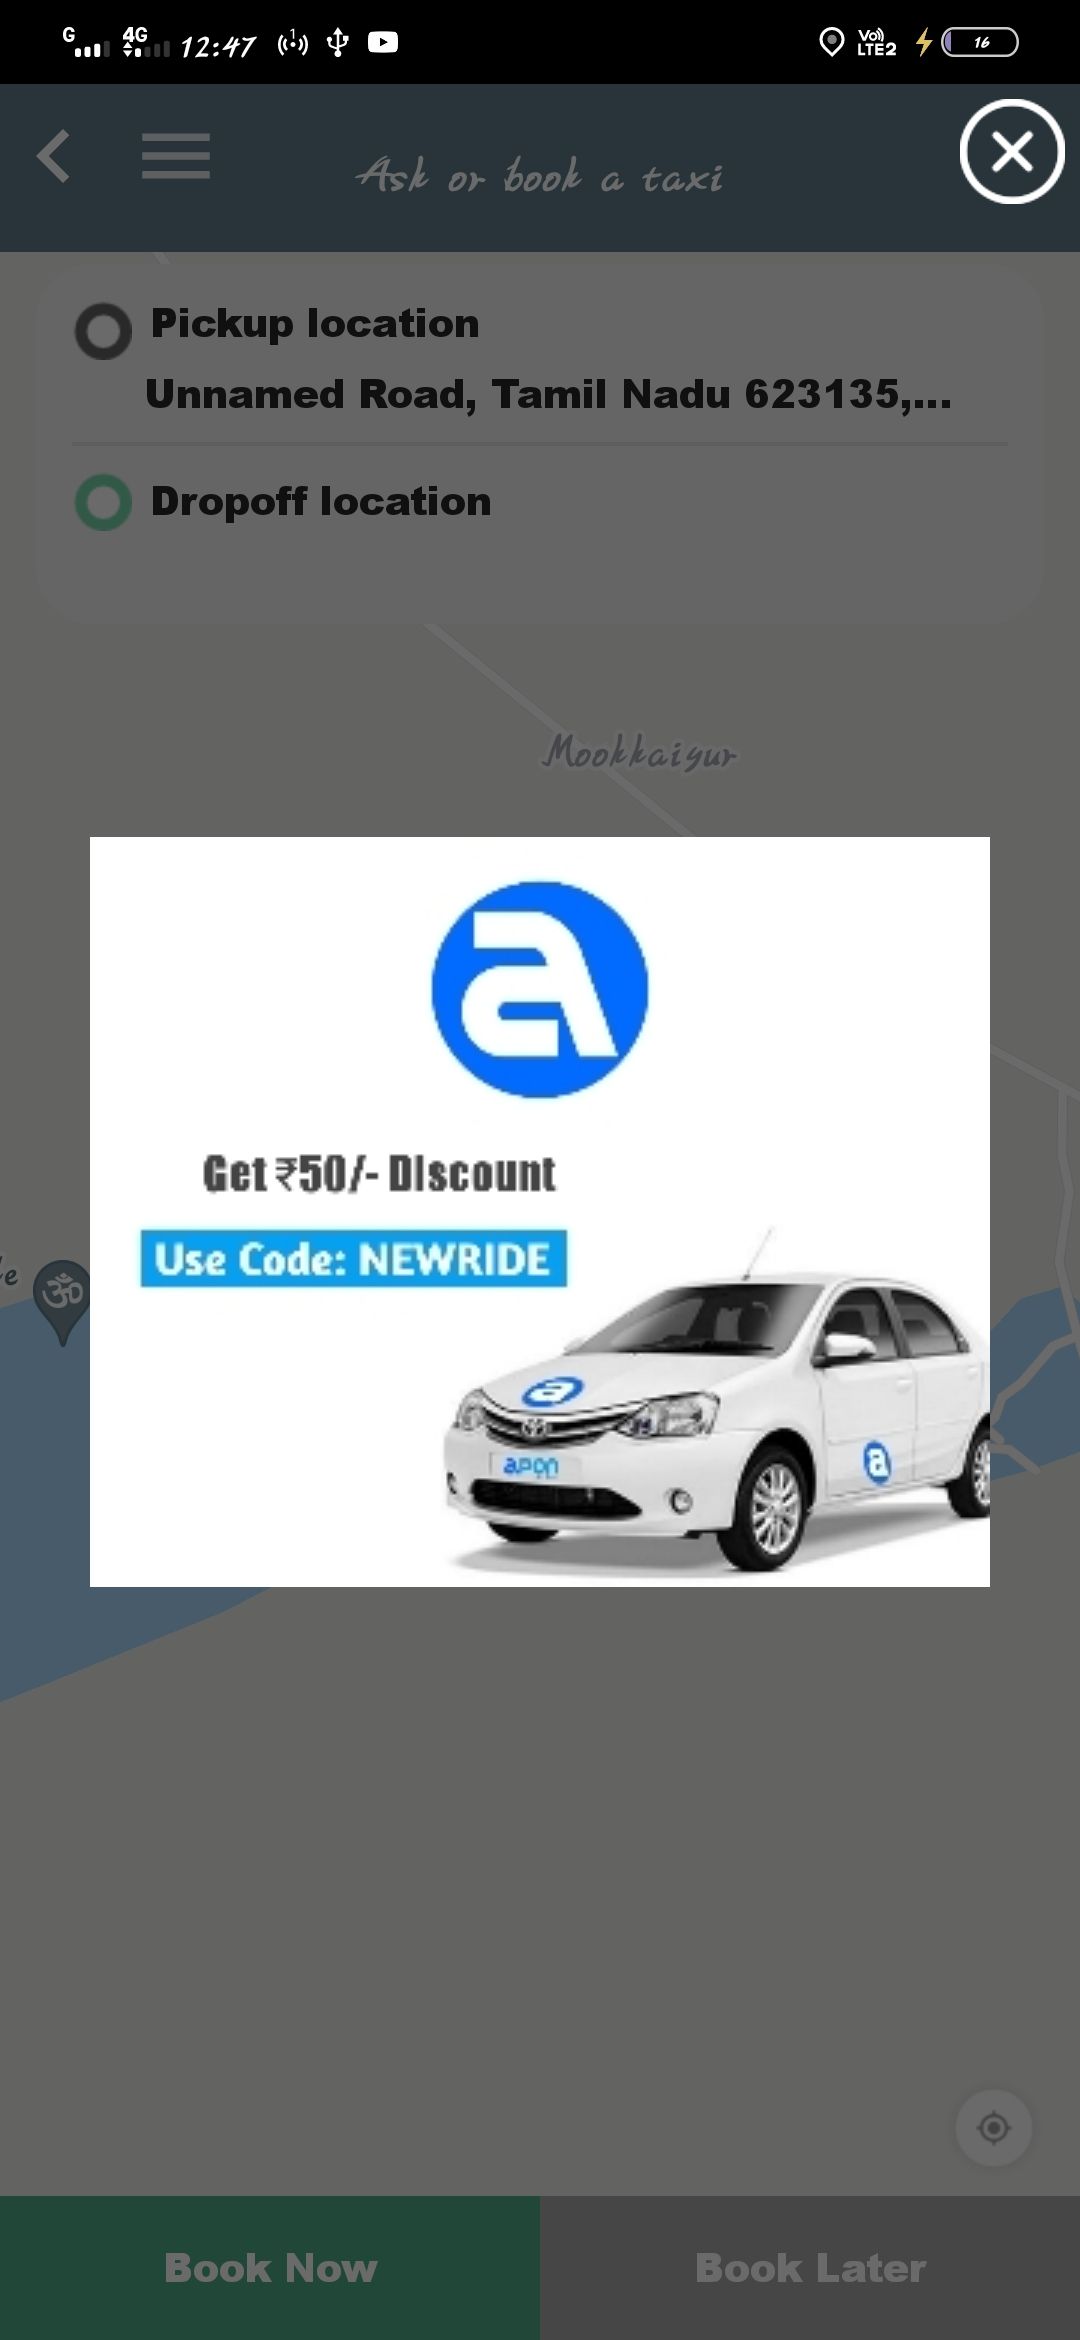 G 4G 12:47 1 Vo) LTE2 16
Ask or book a taxi
Pickup location
Unnamed Road, Tamil Nadu 623135,...
Dropoff location
Mookkaiyur
a
Get ₹50/- DIscount
Use Code: NEWRIDE
ॐ
a
apon
a
Book Now
Book Later